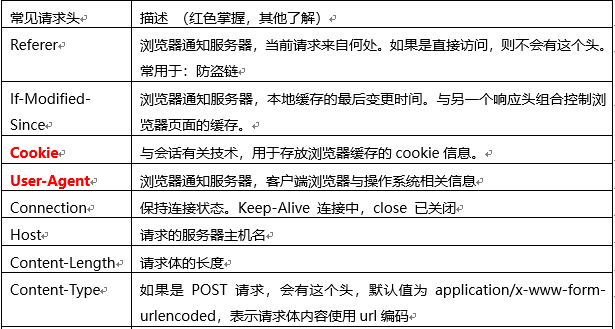 常见请求头 描述 （红色掌握，其他了解）
Referer 浏览器通知服务器，当前请求来自何处。如果是直接访问，则不会有这个头。
常用于：防盗链
If-Modified- 浏览器通知服务器，本地缓存的最后变更时间。与另一个响应头组合控制浏
Since 览器页面的缓存。
Cookie 与会话有关技术，用于存放浏览器缓存的 cookie 信息。
User-Agent 浏览器通知服务器，客户端浏览器与操作系统相关信息
Connection 保持连接状态。Keep-Alive 连接中，close 已关闭
Host 请求的服务器主机名
Content-Length 请求体的长度
Content-Type 如果是 POST 请求，会有这个头，默认值为 application/x-www-form-
urlencoded，表示请求体内容使用 url 编码